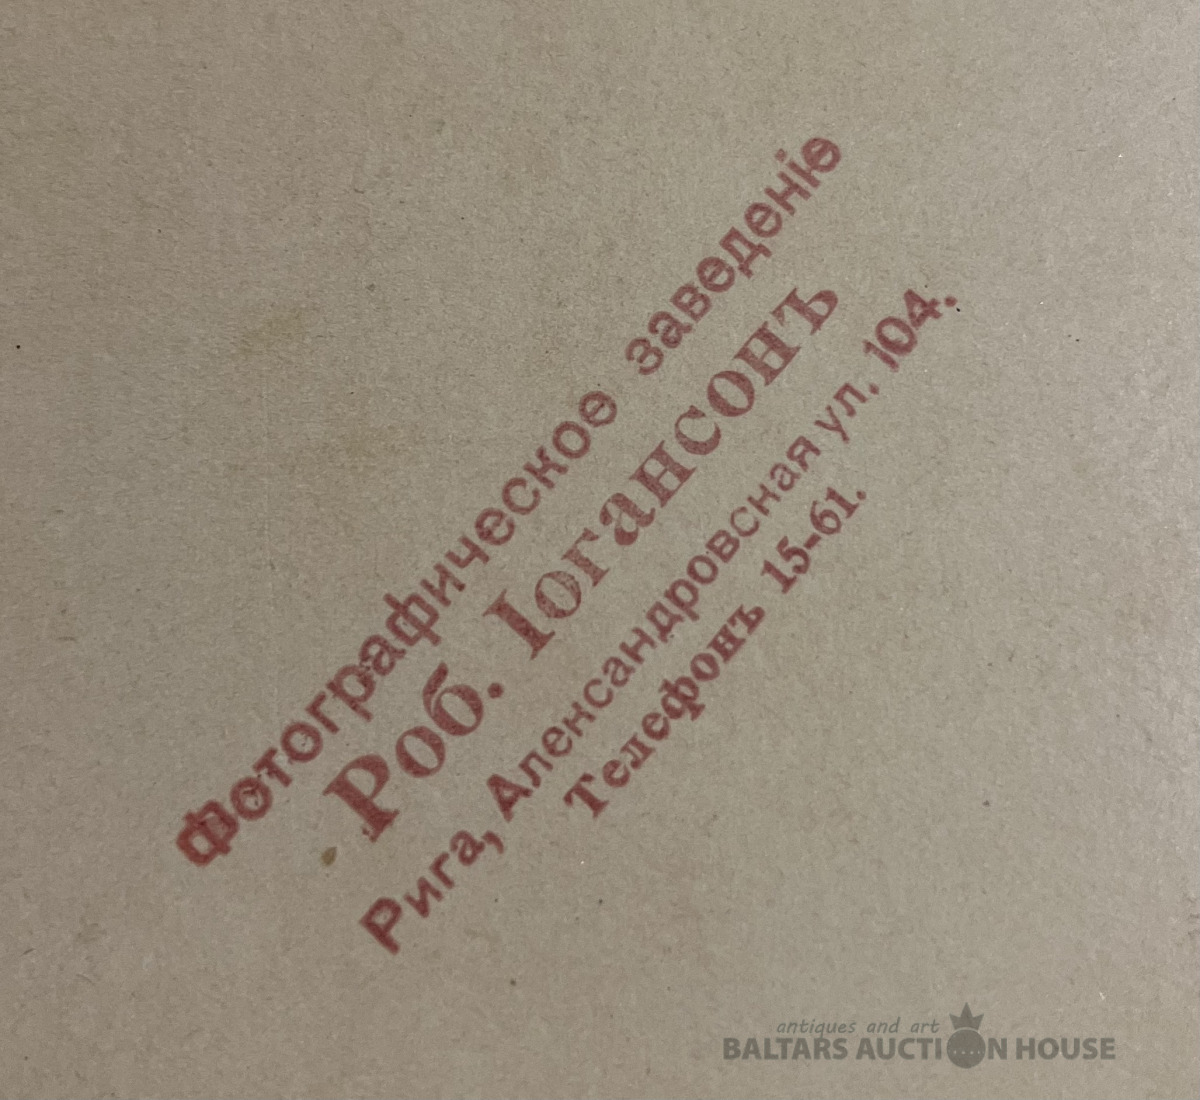 Фотографическое заведеніе
Роб. Іогансонъ
Рига, Александровская ул. 104.
Телефонъ 15-61.
antiques and art
BALTARS AUCTION HOUSE